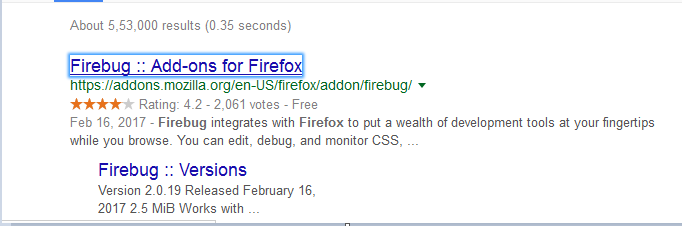 About 5,53,000 results (0.35 seconds)
Firebug :: Add-ons for Firefox
https://addons.mozilla.org/en-US/firefox/addon/firebug/
Rating: 4.2 - 2,061 votes - Free
Feb 16, 2017 - Firebug integrates with Firefox to put a wealth of development tools at your fingertips
while you browse. You can edit, debug, and monitor CSS, ...
Firebug :: Versions
Version 2.0.19 Released February 16,
2017 2.5 MiB Works with ...